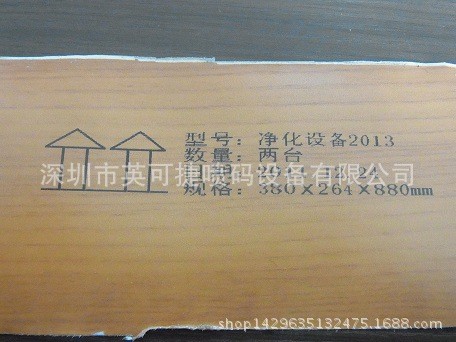 型号：净化设备2013
数量：两台
深圳市英可捷喷码设备有限公司
规格：380×264×880mm
shop1429635132475.1688.com